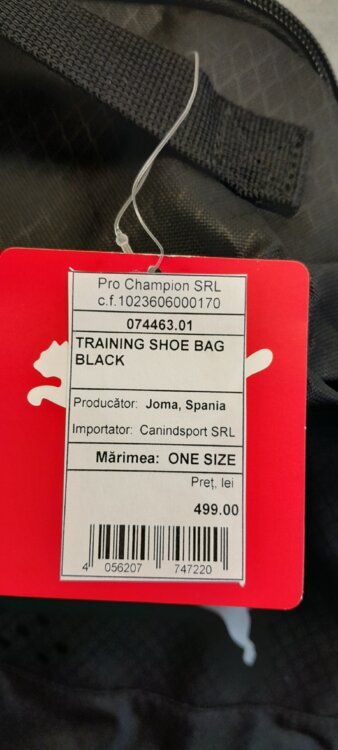 Pro Champion SRL
c.f.1023606000170
074463.01
TRAINING SHOE BAG
BLACK
Producător: Joma, Spania
Importator: Canindsport SRL
Mărimea: ONE SIZE
Preț, lei
499.00
4 056207 747220